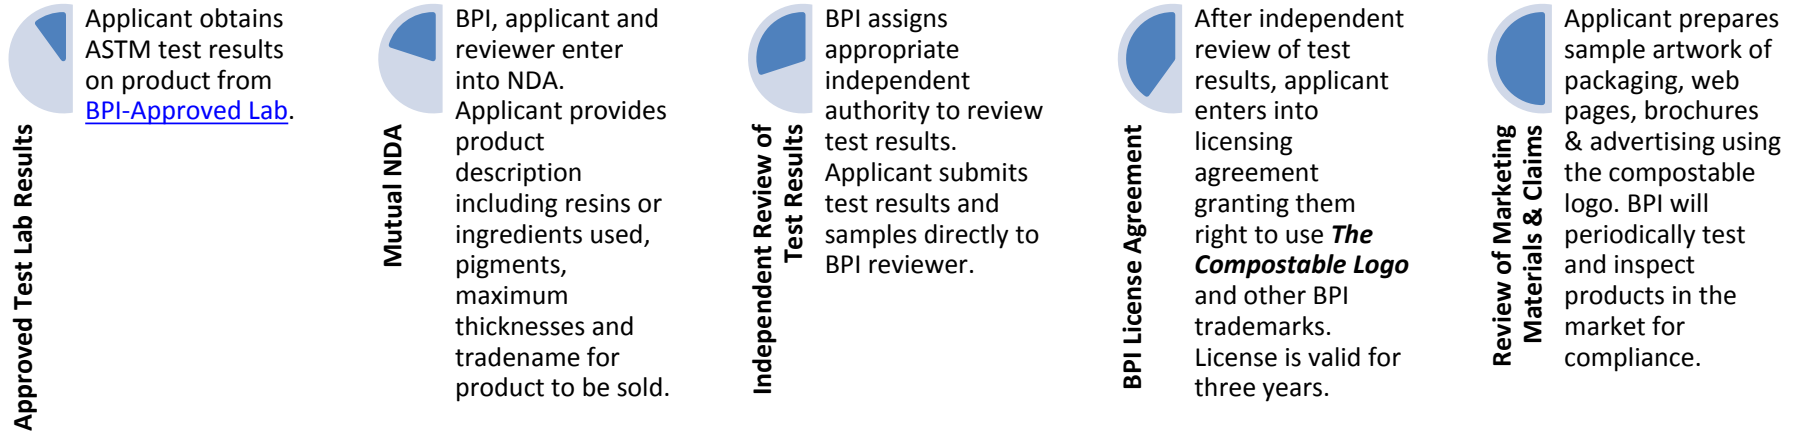 Approved Test Lab Results
Applicant obtains
ASTM test results
on product from
BPI-Approved Lab.
Mutual NDA
BPI, applicant and
reviewer enter
into NDA.
Applicant provides
product
description
including resins or
ingredients used,
pigments,
maximum
thicknesses and
tradename for
product to be sold.
Independent Review of
Test Results
BPI assigns
appropriate
independent
authority to review
test results.
Applicant submits
test results and
samples directly to
BPI reviewer.
BPI License Agreement
After independent
review of test
results, applicant
enters into
licensing
agreement
granting them
right to use The
Compostable Logo
and other BPI
trademarks.
License is valid for
three years.
Review of Marketing
Materials & Claims
Applicant prepares
sample artwork of
packaging, web
pages, brochures
& advertising using
the compostable
logo. BPI will
periodically test
and inspect
products in the
market for
compliance.